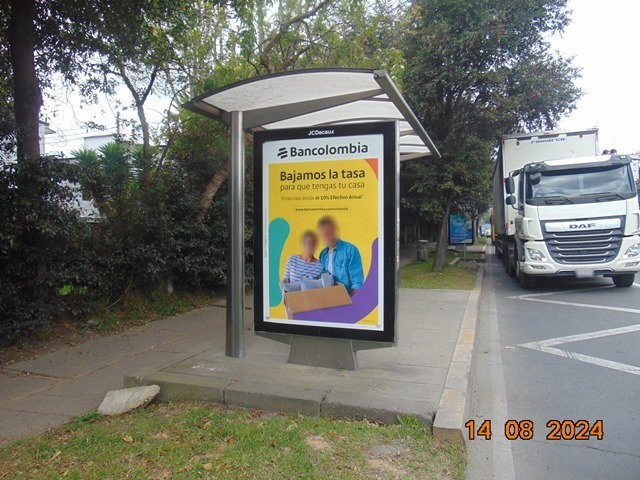 JCDecaux
Bancolombia
Bajamos la tasa
para que tengas tu casa
Finánciala desde el 10% Efectivo Anual*
DAF
14 08 2024